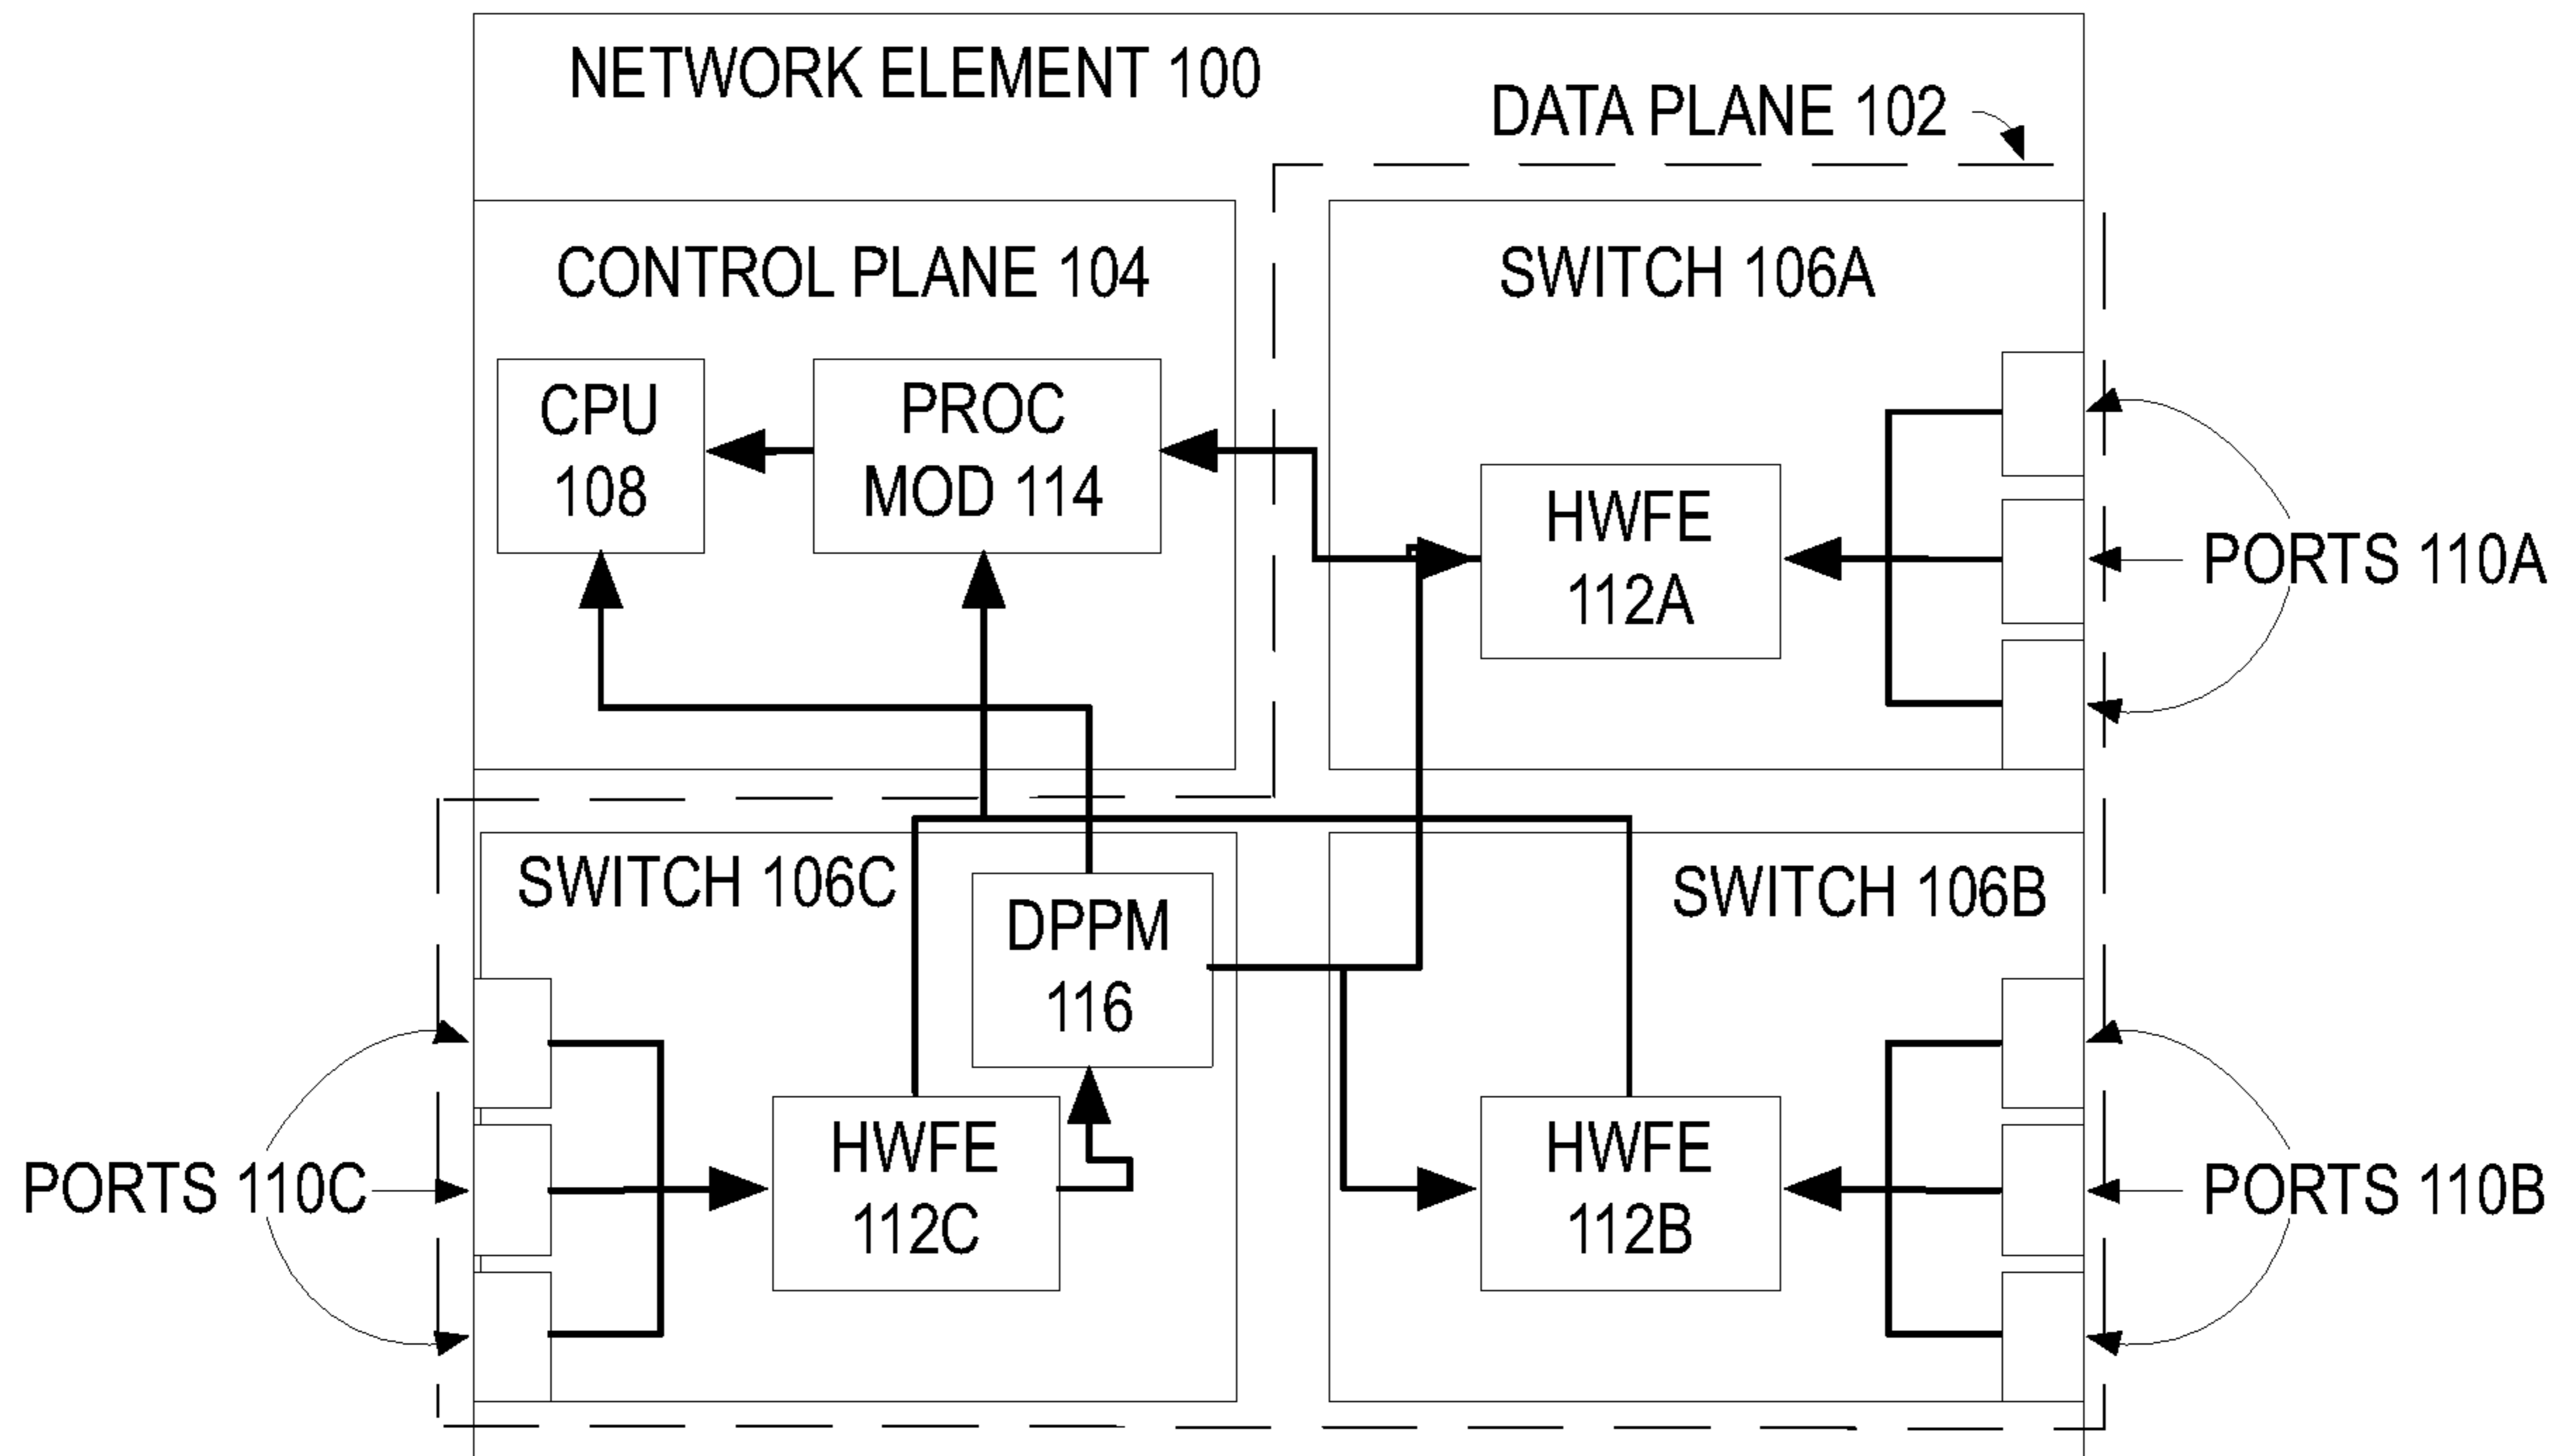 NETWORK ELEMENT 100
DATA PLANE 102
CONTROL PLANE 104
SWITCH 106A
CPU
108
PROC
MOD 114
HWFE
112A
PORTS 110A
SWITCH 106C
DPPM
116
SWITCH 106B
PORTS 110C
HWFE
112C
HWFE
112B
PORTS 110B